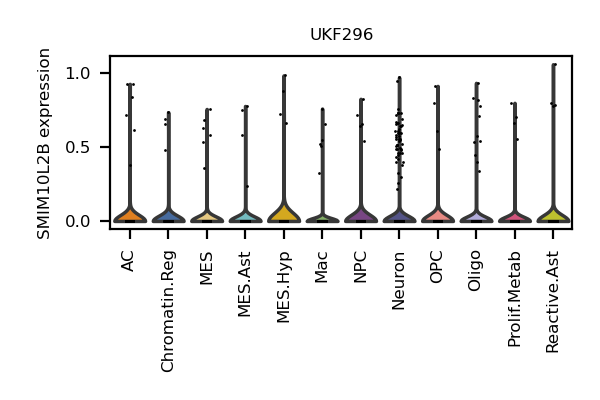 UKF296
SMIM10L2B expression
1.0
0.5
0.0
AC
Chromatin.Reg
MES
MES.Ast
MES.Hyp
Mac
NPC
Neuron
OPC
Oligo
Prolif.Metab
Reactive.Ast